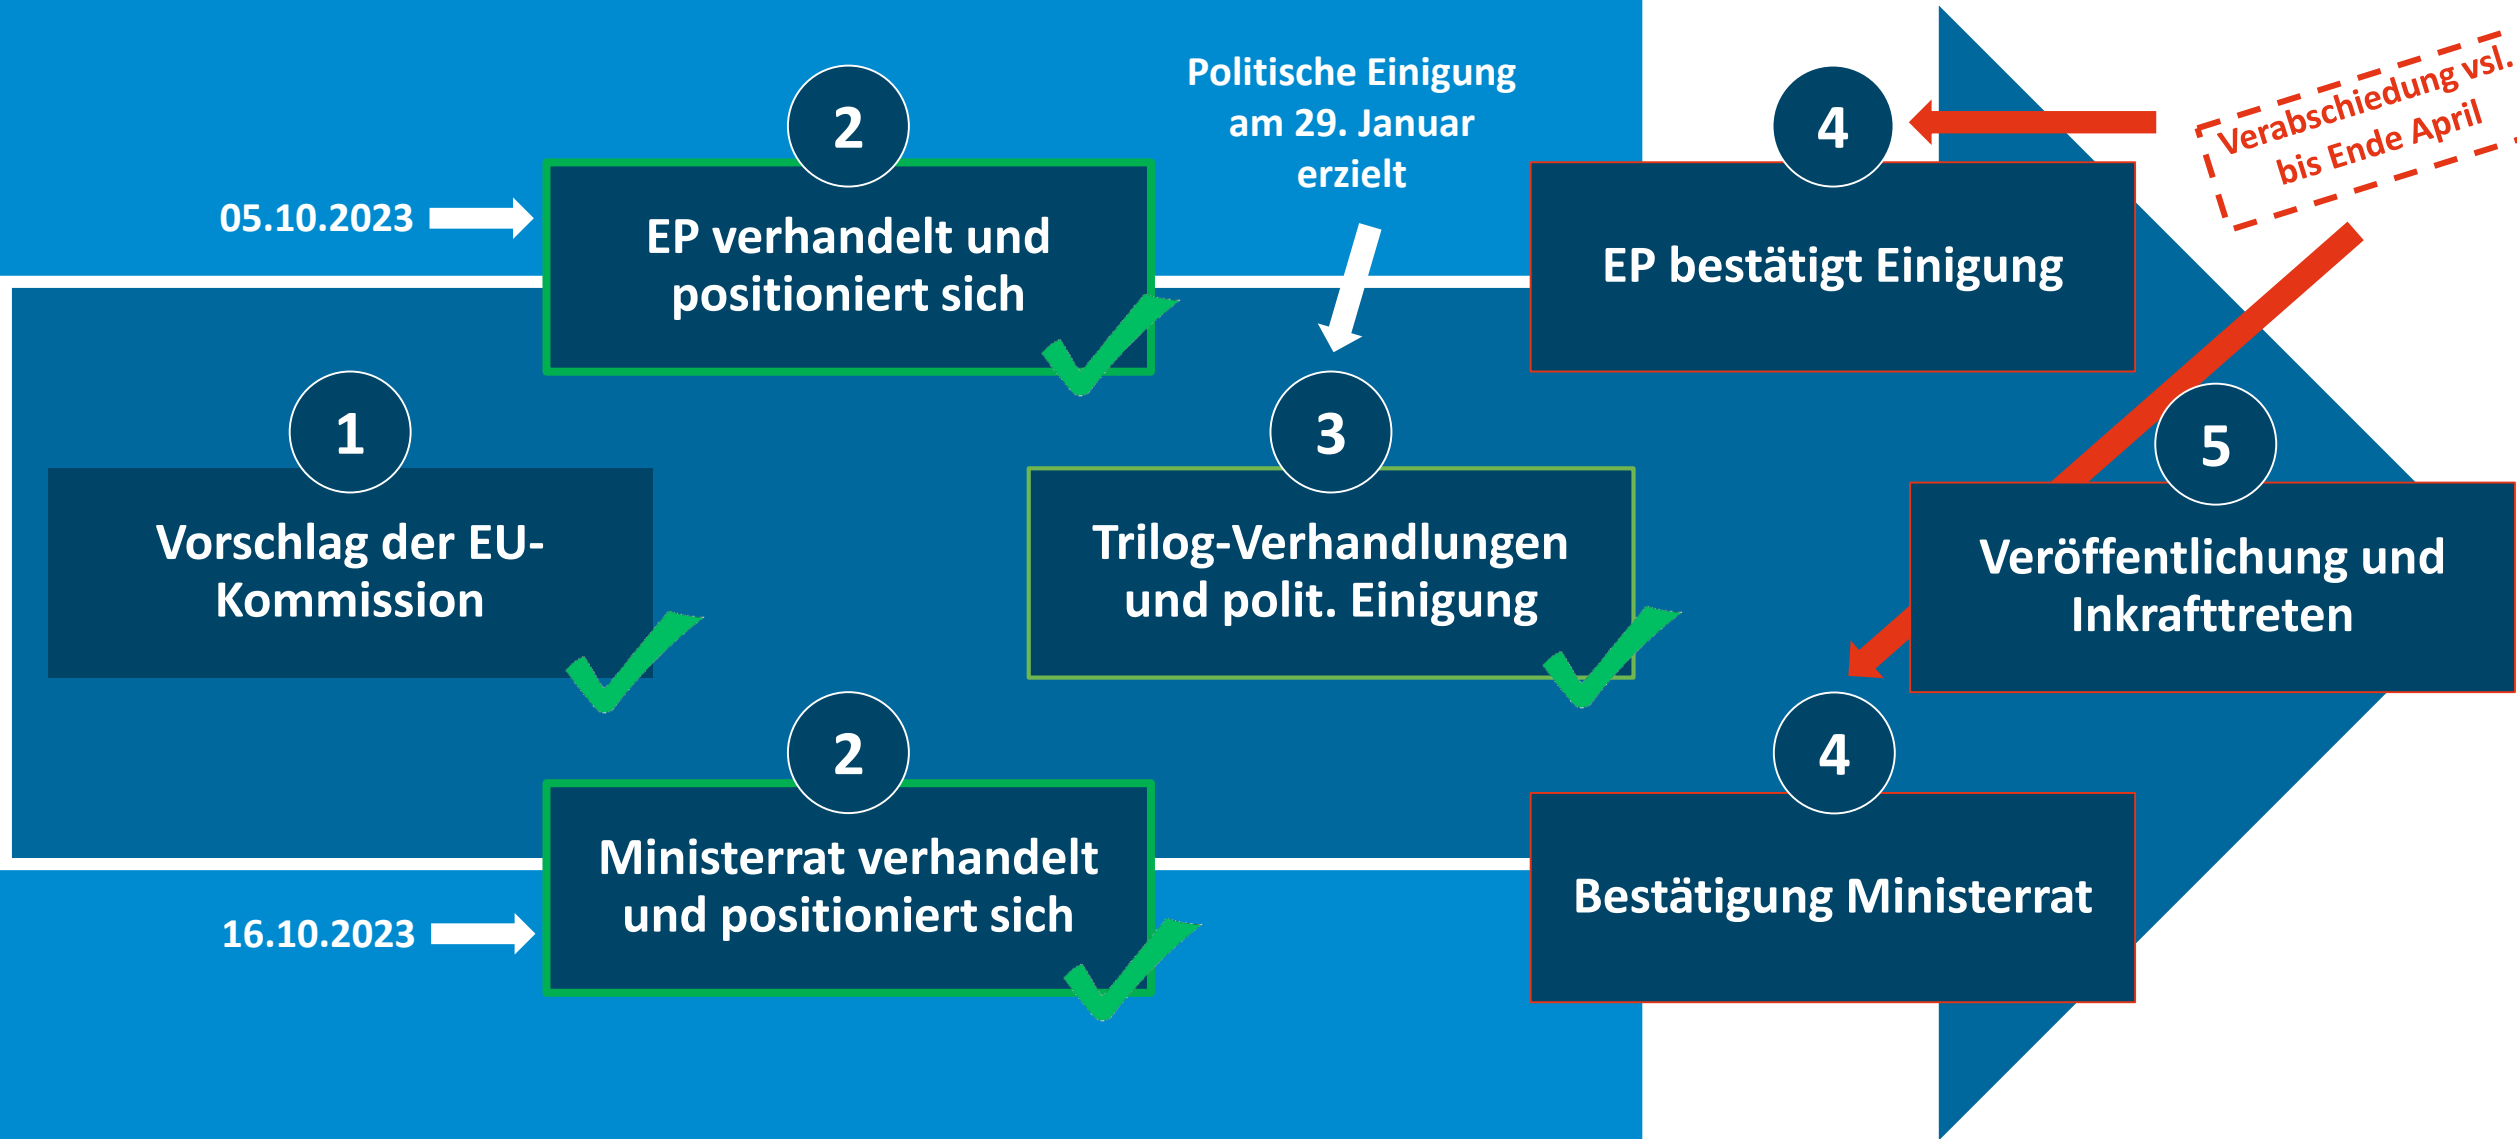 05.10.2023
2
EP verhandelt und
positioniert sich
Politische Einigung
am 29. Januar
erzielt
4
EP bestätigt Einigung
Verabschiedung vsl.
bis Ende April
1
Vorschlag der EU-
Kommission
3
Trilog-Verhandlungen
und polit. Einigung
5
Veröffentlichung und
Inkrafttreten
16.10.2023
2
Ministerrat verhandelt
und positioniert sich
4
Bestätigung Ministerrat